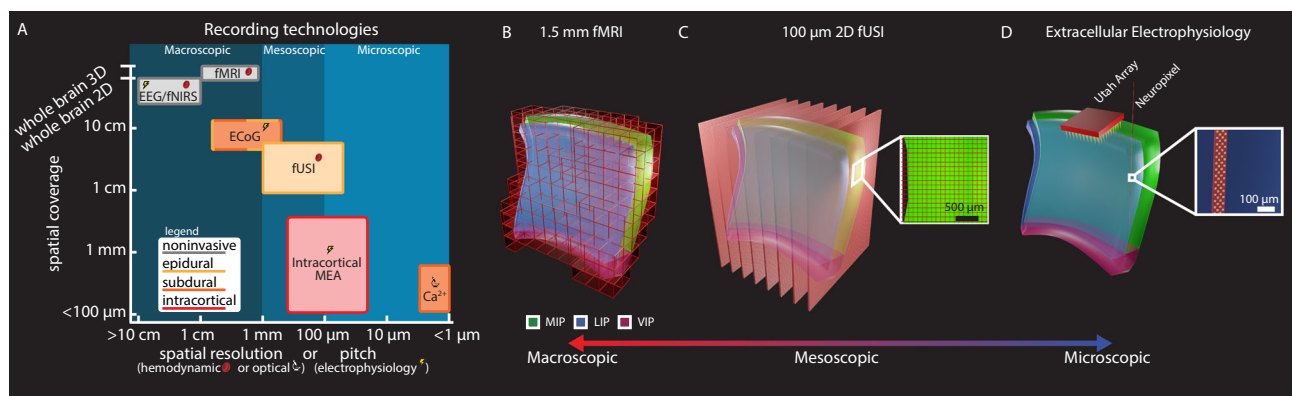 A
Recording technologies
Macroscopic
Mesoscopic
Microscopic
whole brain 3D
whole brain 2D
10 cm
1 cm
1 mm
<100 μm
spatial coverage
fMRI
EEG/fNIRS
ECoG
fUSI
Intracortical
MEA
Ca²⁺
legend
noninvasive
epidural
subdural
intracortical
>10 cm
1 cm
1 mm
100 μm
10 μm
<1 μm
spatial resolution or pitch
(hemodynamic or optical ) (electrophysiology )
B
1.5 mm fMRI
C
100 μm 2D fUSI
500 μm
D
Extracellular Electrophysiology
Utah Array
Neuropixel
100 μm
MIP
LIP
VIP
Macroscopic
Mesoscopic
Microscopic